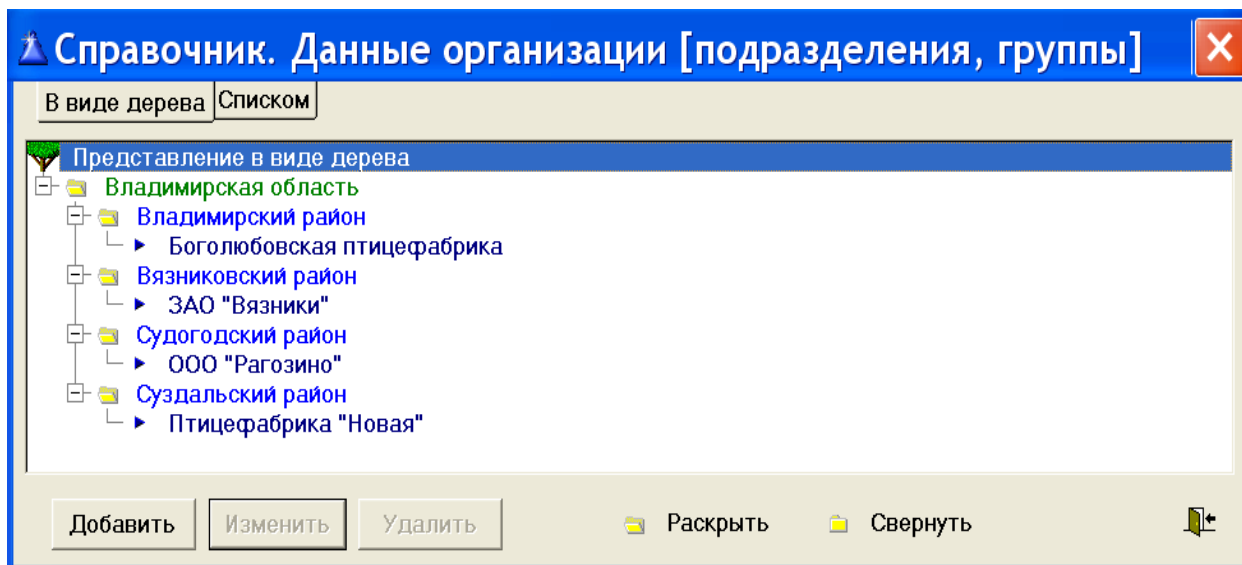 Справочник. Данные организации [подразделения, группы]
В виде дерева Списком
Представление в виде дерева
Владимирская область
Владимирский район
Боголюбовская птицефабрика
Вязниковский район
ЗАО "Вязники"
Судогодский район
ООО "Рагозино"
Суздальский район
Птицефабрика "Новая"
Добавить Изменить Удалить Раскрыть Свернуть